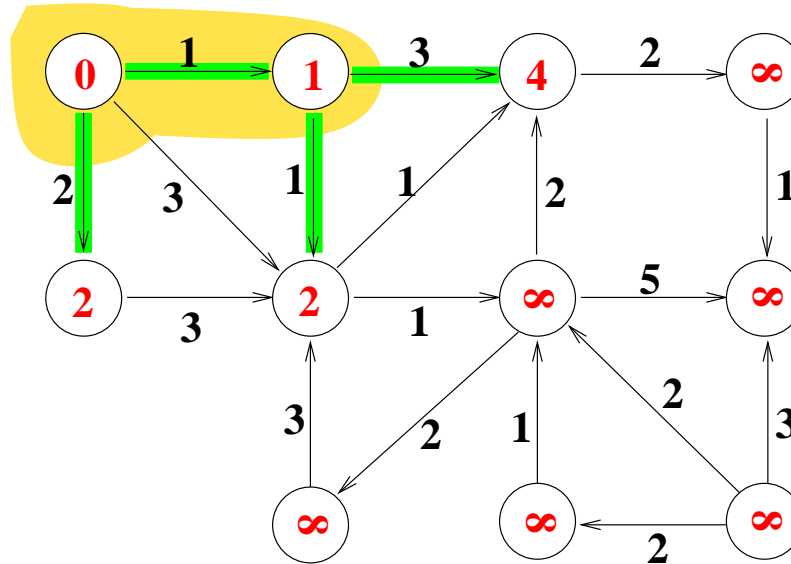 0 1 1 3 4 2 ∞
2 3 1 1 2 1
2 3 2 1 ∞ 5 ∞
3 2 1 2 3
∞ ∞ 2 ∞